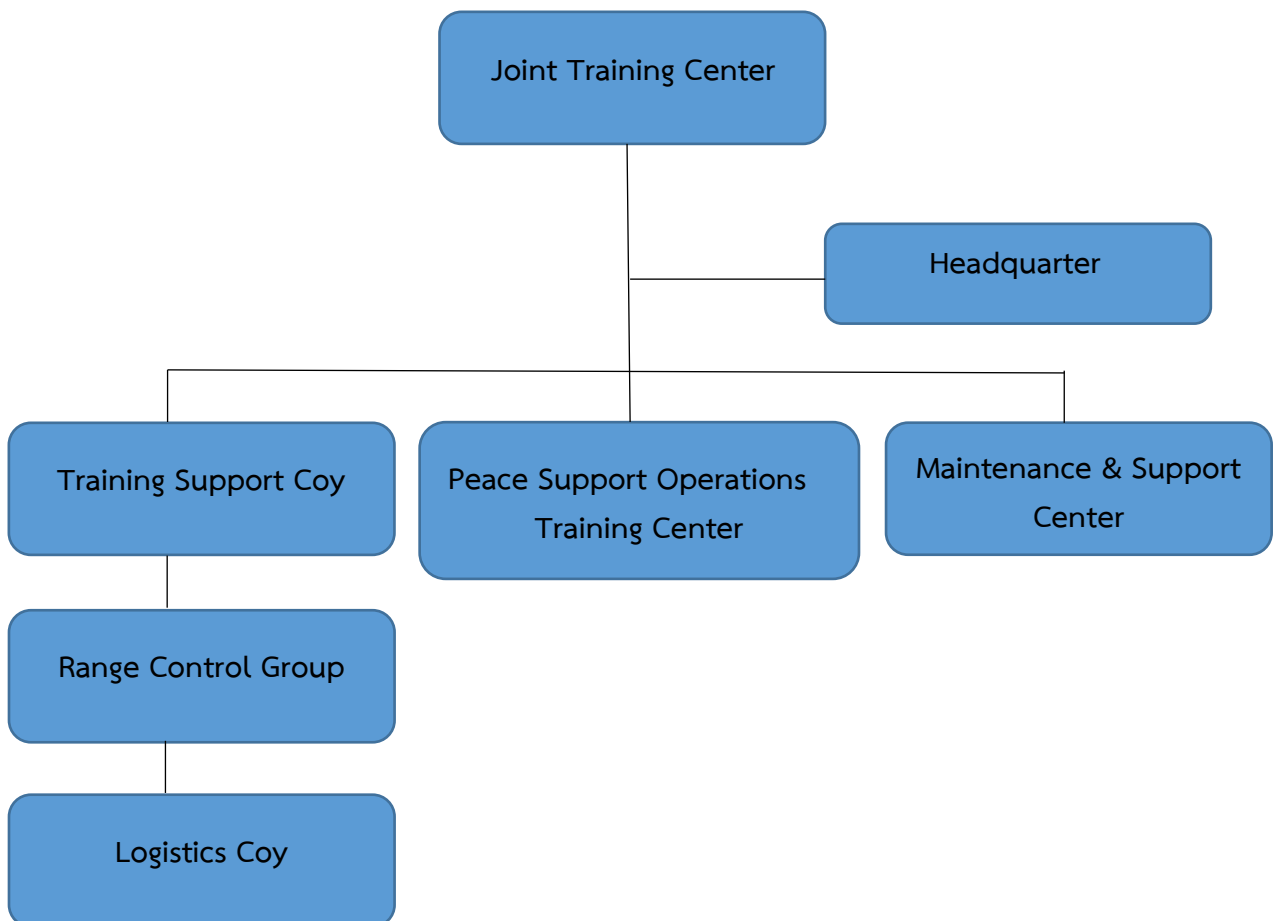 Joint Training Center
Headquarter
Training Support Coy
Peace Support Operations
Training Center
Maintenance & Support
Center
Range Control Group
Logistics Coy